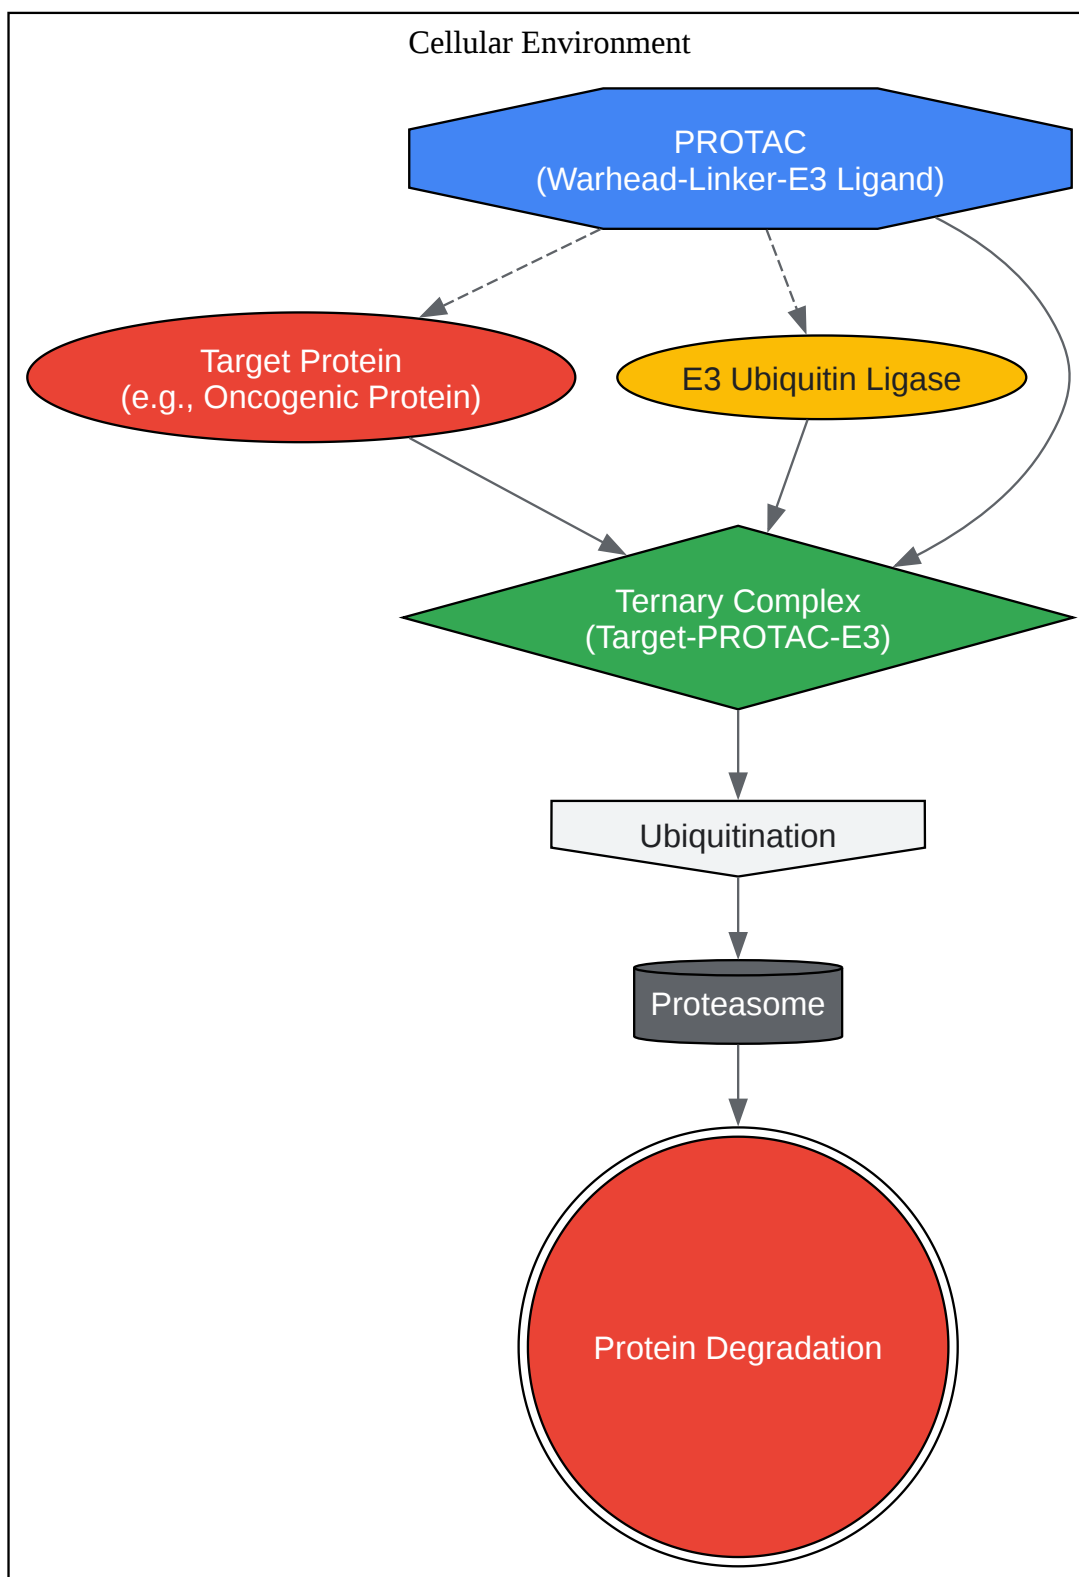 Cellular Environment
PROTAC
(Warhead-Linker-E3 Ligand)
Target Protein
(e.g., Oncogenic Protein)
E3 Ubiquitin Ligase
Ternary Complex
(Target-PROTAC-E3)
Ubiquitination
Proteasome
Protein Degradation